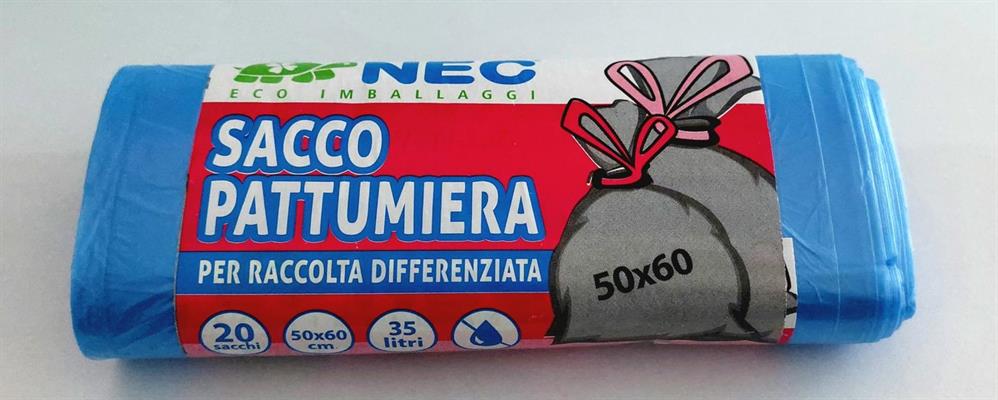 NEC
ECO IMBALLAGGI
SACCO
PATTUMIERA
PER RACCOLTA DIFFERENZIATA
20
sacchi
50x60
cm
35
litri
50x60